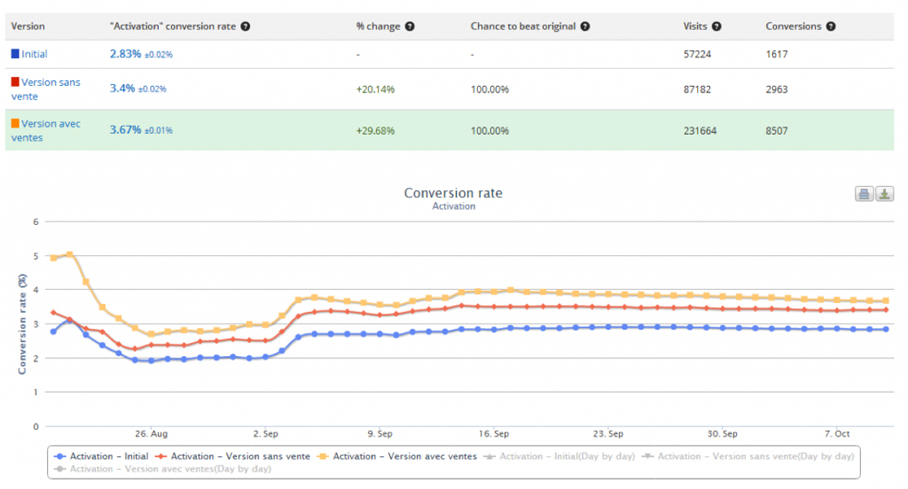 Version "Activation" conversion rate ? % change ? Chance to beat original ? Visits ? Conversions ?
Initial 2.83% ±0.02% - - 57224 1617
Version sans vente 3.4% ±0.02% +20.14% 100.00% 87182 2963
Version avec ventes 3.67% ±0.01% +29.68% 100.00% 231664 8507
Conversion rate
Activation
Conversion rate (%)
6
5
4
3
2
1
0
26. Aug 2. Sep 9. Sep 16. Sep 23. Sep 30. Sep 7. Oct
Activation - Initial Activation - Version sans vente Activation - Version avec ventes Activation - Initial(Day by day) Activation - Version sans vente(Day by day)
Activation - Version avec ventes(Day by day)